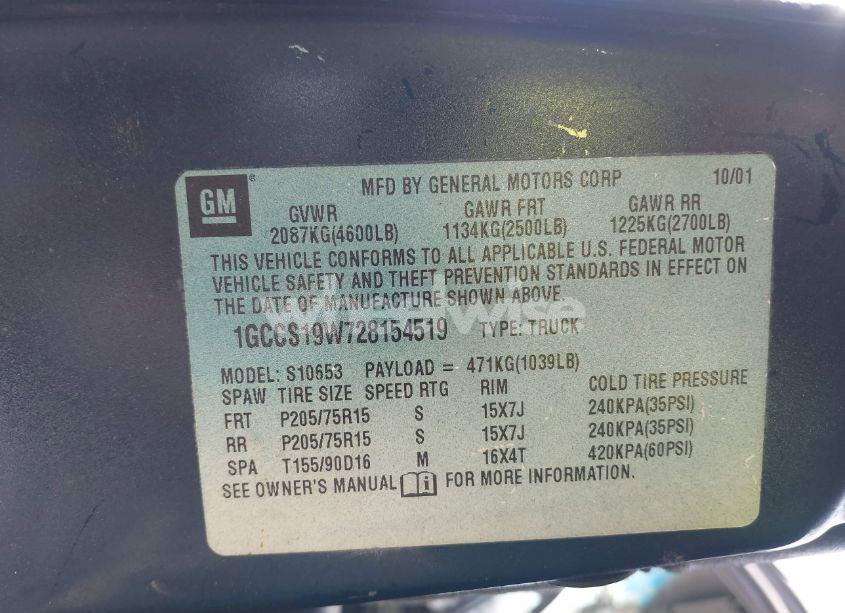 GM® MFD BY GENERAL MOTORS CORP 10/01
GVWR GAWR FRT GAWR RR
2087KG(4600LB) 1134KG(2500LB) 1225KG(2700LB)
THIS VEHICLE CONFORMS TO ALL APPLICABLE U.S. FEDERAL MOTOR
VEHICLE SAFETY AND THEFT PREVENTION STANDARDS IN EFFECT ON
THE DATE OF MANUFACTURE SHOWN ABOVE.
1GCCS19W728154519 TYPE: TRUCK
MODEL: S10653 PAYLOAD = 471KG(1039LB)
SPAW TIRE SIZE SPEED RTG RIM COLD TIRE PRESSURE
FRT P205/75R15 S 15X7J 240KPA(35PSI)
RR P205/75R15 S 15X7J 240KPA(35PSI)
SPA T155/90D16 M 16X4T 420KPA(60PSI)
SEE OWNER'S MANUAL i FOR MORE INFORMATION.